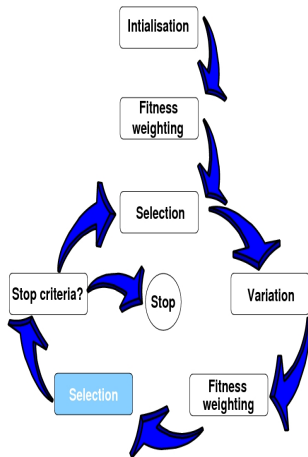 Intialisation
Fitness
weighting
Selection
Stop criteria?
Stop
Variation
Selection
Fitness
weighting